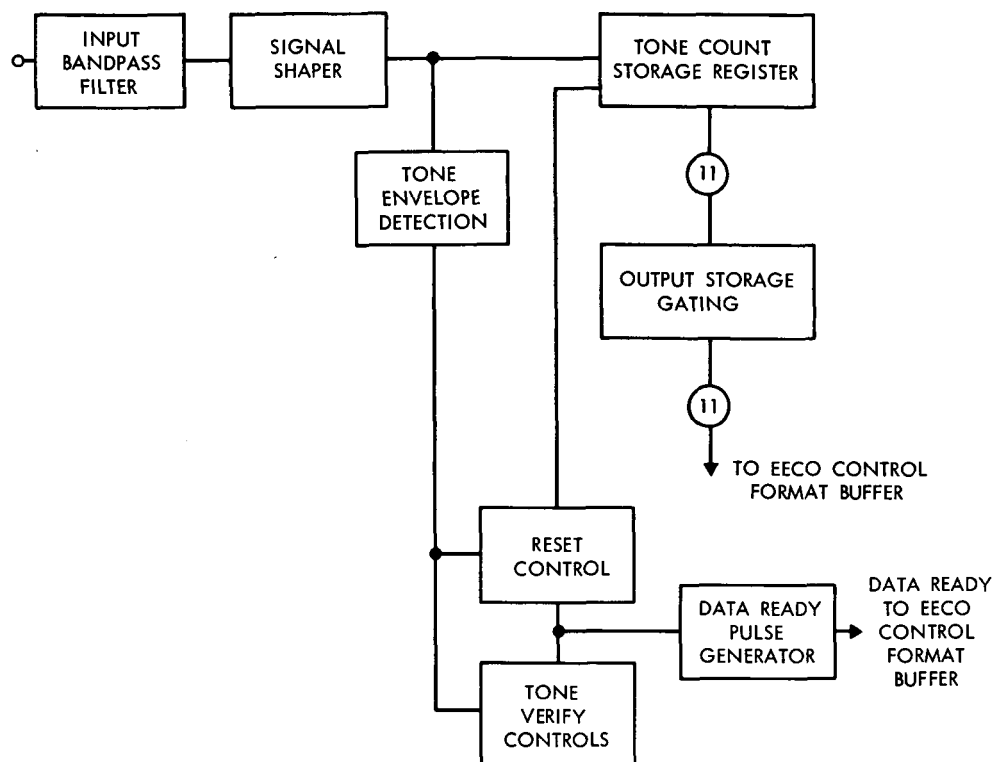 INPUT
BANDPASS
FILTER
SIGNAL
SHAPER
TONE COUNT
STORAGE REGISTER
TONE
ENVELOPE
DETECTION
11
OUTPUT STORAGE
GATING
11
TO EECO CONTROL
FORMAT BUFFER
RESET
CONTROL
DATA READY
PULSE
GENERATOR
DATA READY
TO EECO
CONTROL
FORMAT
BUFFER
TONE
VERIFY
CONTROLS